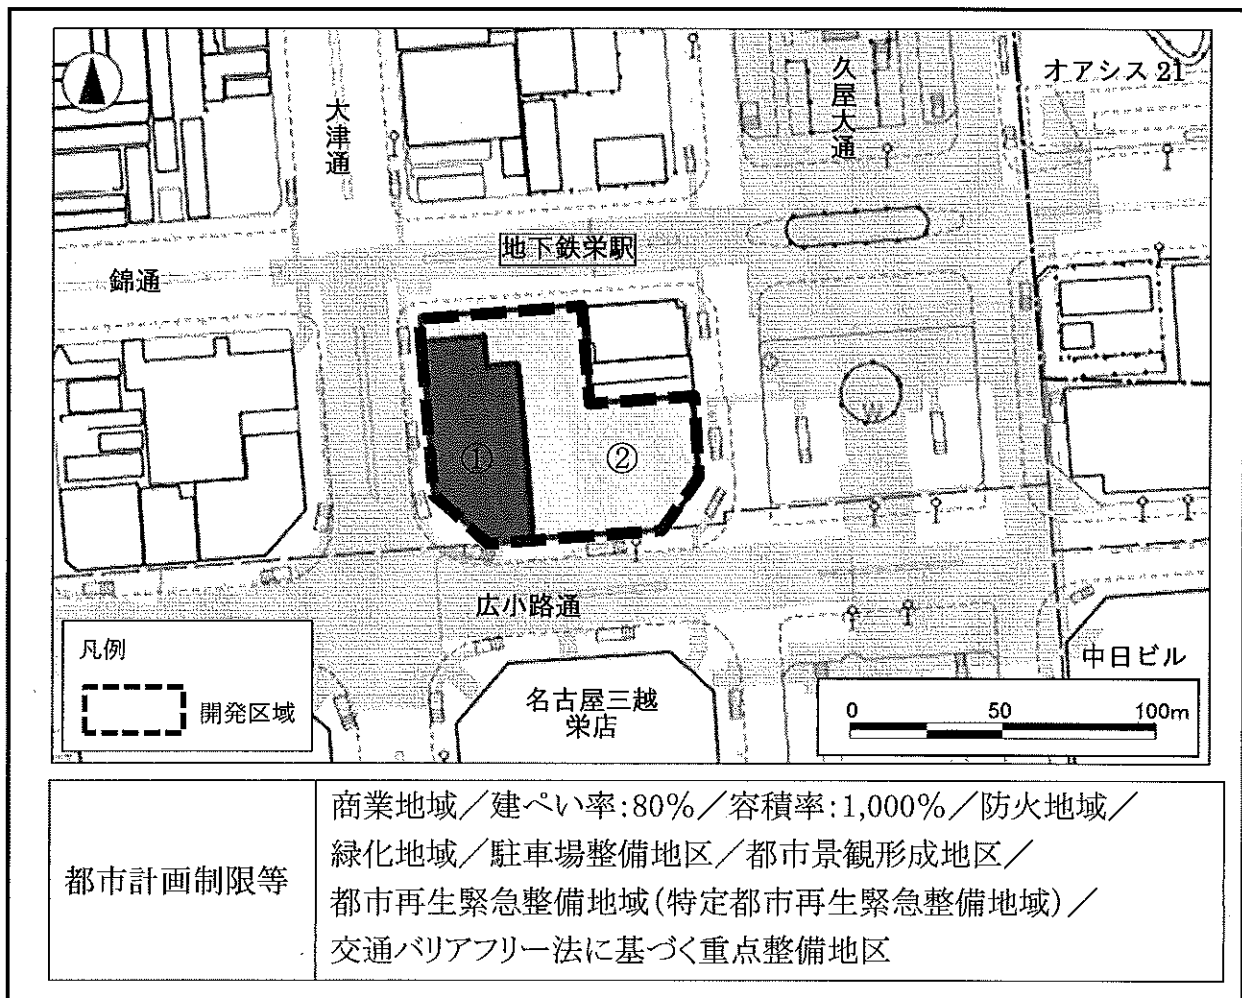 オアシス21
久屋大通
大津通
地下鉄栄駅
錦通
①
②
広小路通
凡例
開発区域
名古屋三越
栄店
中日ビル
0 50 100m
都市計画制限等
商業地域／建ぺい率:80%／容積率:1,000%／防火地域／
緑化地域／駐車場整備地区／都市景観形成地区／
都市再生緊急整備地域(特定都市再生緊急整備地域)／
交通バリアフリー法に基づく重点整備地区